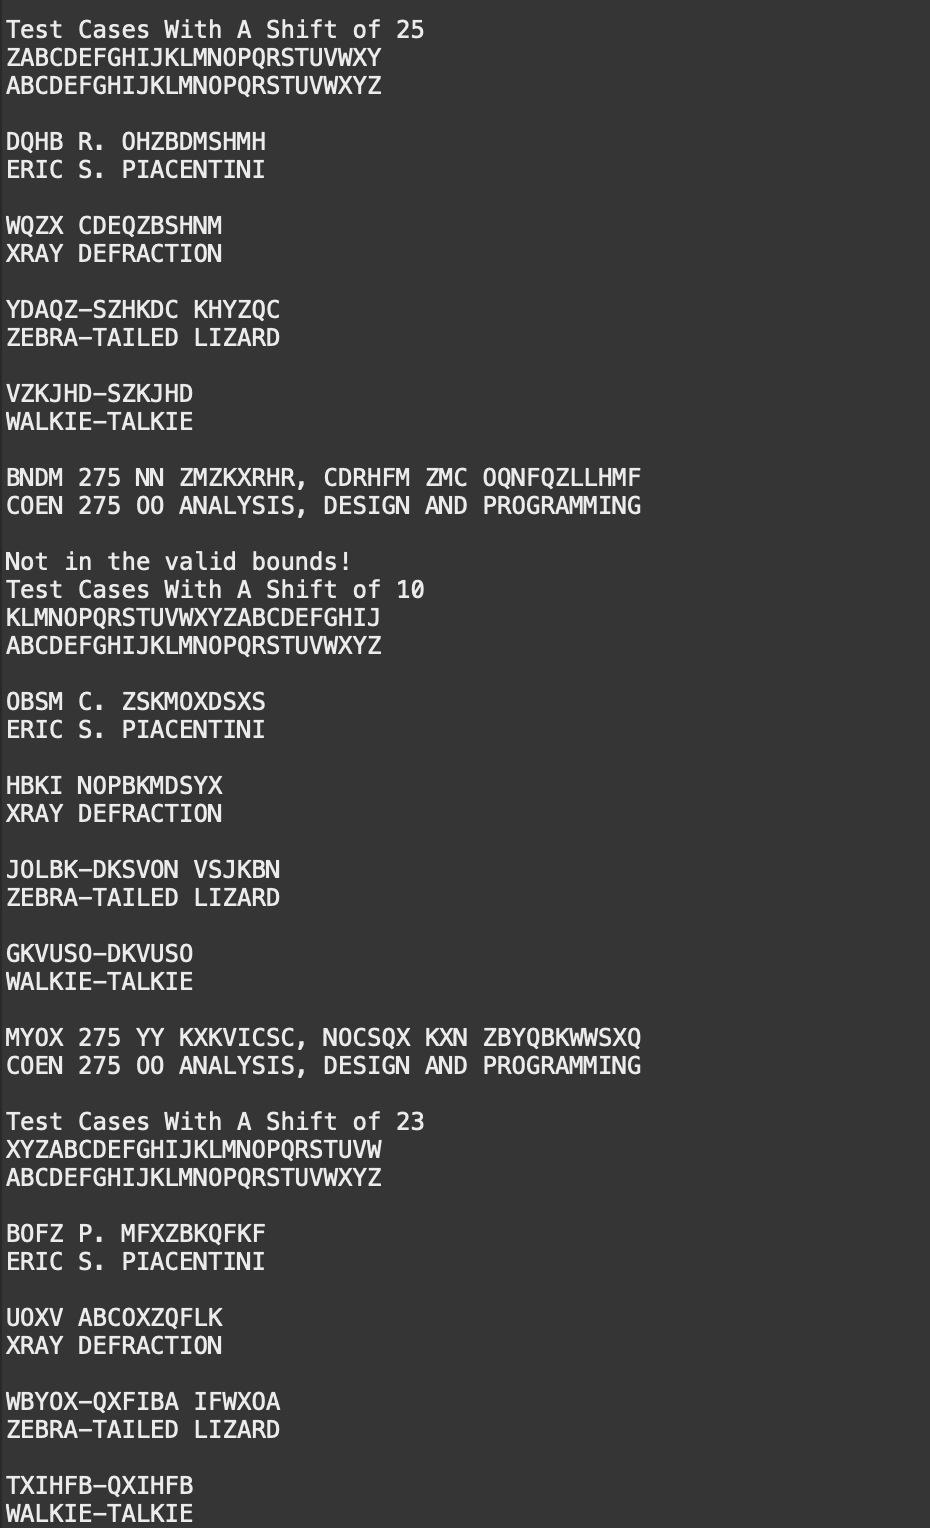 Test Cases With A Shift of 25
ZABCDEFGHIJKLMNOPQRSTUVWXY
ABCDEFGHIJKLMNOPQRSTUVWXYZ
DQHB R. OHZBDMSHMH
ERIC S. PIACENTINI
WQZX CDEQZBSHNM
XRAY DEFRACTION
YDAQZ-SZHKDC KHYZQC
ZEBRA-TAILED LIZARD
VZKJHD-SZKJHD
WALKIE-TALKIE
BNDM 275 NN ZMZKXRHR, CDRHFM ZMC OQNFQZLLHMF
COEN 275 OO ANALYSIS, DESIGN AND PROGRAMMING
Not in the valid bounds!
Test Cases With A Shift of 10
KLMNOPQRSTUVWXYZABCDEFGHIJ
ABCDEFGHIJKLMNOPQRSTUVWXYZ
OBSM C. ZSKMOXDSXS
ERIC S. PIACENTINI
HBKI NOPBKMDSYX
XRAY DEFRACTION
JOLBK-DKSVON VSJKBN
ZEBRA-TAILED LIZARD
GKVUSO-DKVUSO
WALKIE-TALKIE
MYOX 275 YY KXKVICSC, NOCSQX KXN ZBYQBKWWSXQ
COEN 275 OO ANALYSIS, DESIGN AND PROGRAMMING
Test Cases With A Shift of 23
XYZABCDEFGHIJKLMNOPQRSTUVW
ABCDEFGHIJKLMNOPQRSTUVWXYZ
BOFZ P. MFXZBKQFKF
ERIC S. PIACENTINI
UOXV ABCOXZQFLK
XRAY DEFRACTION
WBYOX-QXFIBA IFWXOA
ZEBRA-TAILED LIZARD
TXIHFB-QXIHFB
WALKIE-TALKIE